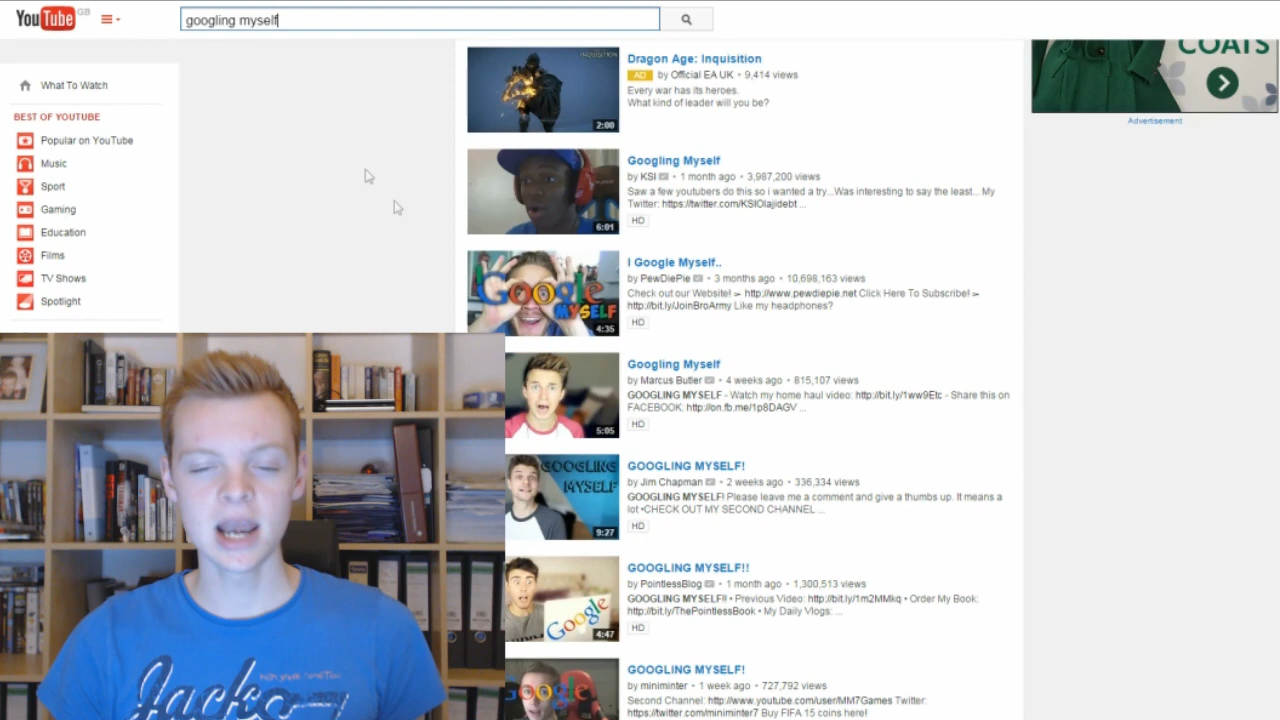 YouTube GB
googling myself
What To Watch
BEST OF YOUTUBE
Popular on YouTube
Music
Sport
Gaming
Education
Films
TV Shows
Spotlight
INQUISITION
2:00
Dragon Age: Inquisition
AD by Official EA UK • 9,414 views
Every war has its heroes.
What kind of leader will you be?
6:01
Googling Myself
by KSI • 1 month ago • 3,987,200 views
Saw a few youtubers do this so i wanted a try...Was interesting to say the least... My
Twitter: https://twitter.com/KSIOlajidebt ...
HD
Google
MYSELF
4:35
I Google Myself..
by PewDiePie • 3 months ago • 10,698,163 views
Check out our Website! ➢ http://www.pewdiepie.net Click Here To Subscribe! ➢
http://bit.ly/JoinBroArmy Like my headphones?
HD
5:05
Googling Myself
by Marcus Butler • 4 weeks ago • 815,107 views
GOOGLING MYSELF - Watch my home haul video: http://bit.ly/1ww9Etc - Share this on
FACEBOOK: http://on.fb.me/1p8DAGV ...
HD
GOOGLING
MYSELF
9:27
GOOGLING MYSELF!
by Jim Chapman • 2 weeks ago • 336,334 views
GOOGLING MYSELF! Please leave me a comment and give a thumbs up. It means a
lot •CHECK OUT MY SECOND CHANNEL ...
HD
Google
4:47
GOOGLING MYSELF!!
by PointlessBlog • 1 month ago • 1,300,513 views
GOOGLING MYSELF!! • Previous Video: http://bit.ly/1m2MMkq • Order My Book:
http://bit.ly/ThePointlessBook • My Daily Vlogs: ...
HD
Google
GOOGLING MYSELF!
by miniminter • 1 week ago • 727,792 views
Second Channel: http://www.youtube.com/user/MM7Games Twitter:
https://twitter.com/miniminter7 Buy FIFA 15 coins here!
COATS
Advertisement